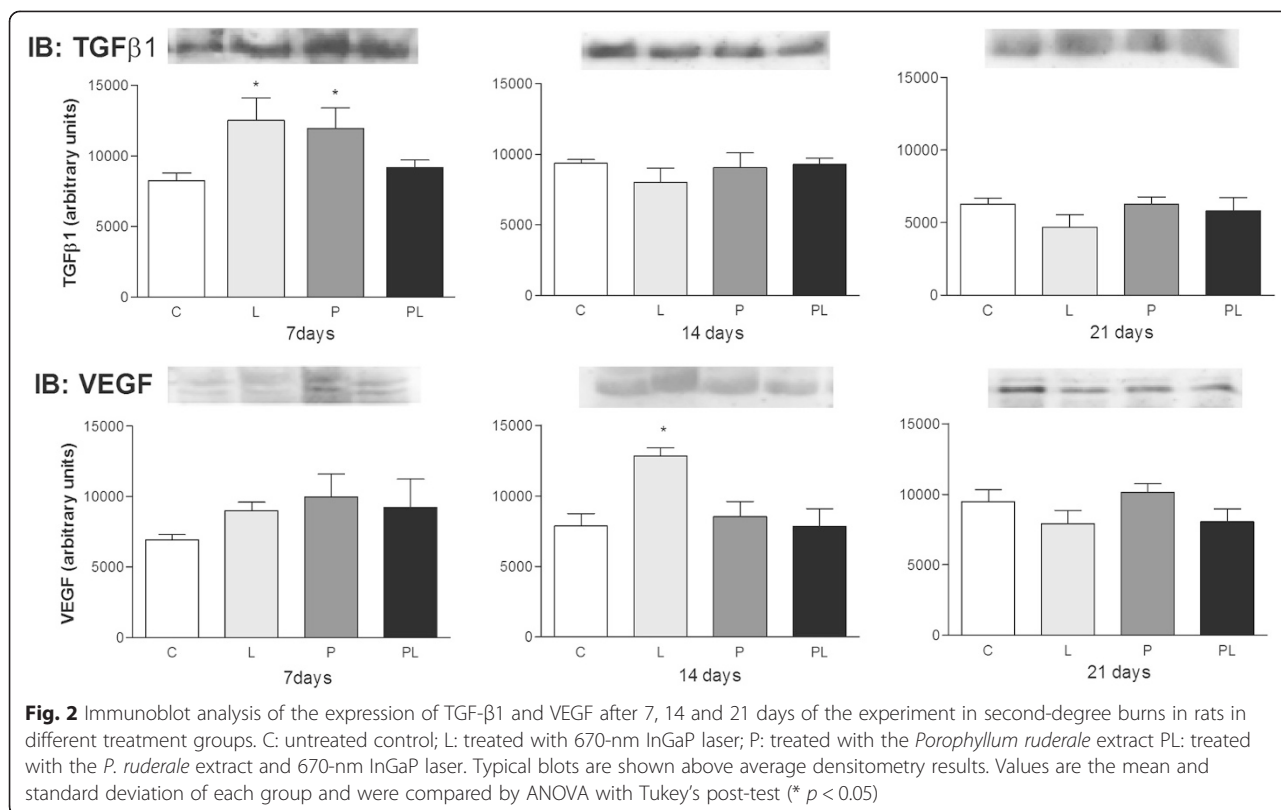 IB: TGFβ1
TGFβ1 (arbitrary units)
15000
10000
5000
0
*
*
C L P PL
7days
15000
10000
5000
0
C L P PL
14 days
15000
10000
5000
0
C L P PL
21 days
IB: VEGF
VEGF (arbitrary units)
15000
10000
5000
0
C L P PL
7days
15000
10000
5000
0
*
C L P PL
14 days
15000
10000
5000
0
C L P PL
21 days
Fig. 2 Immunoblot analysis of the expression of TGF-β1 and VEGF after 7, 14 and 21 days of the experiment in second-degree burns in rats in
different treatment groups. C: untreated control; L: treated with 670-nm InGaP laser; P: treated with the Porophyllum ruderale extract PL: treated
with the P. ruderale extract and 670-nm InGaP laser. Typical blots are shown above average densitometry results. Values are the mean and
standard deviation of each group and were compared by ANOVA with Tukey's post-test (* p < 0.05)